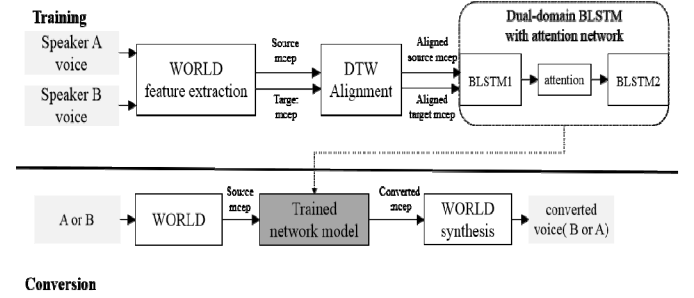 Training
Speaker A
voice
Speaker B
voice
WORLD
feature extraction
Source
mcep
Target
mcep
DTW
Alignment
Aligned
source mcep
Aligned
target mcep
Dual-domain BLSTM
with attention network
BLSTM1
attention
BLSTM2
A or B
WORLD
Source
mcep
Trained
network model
Converted
mcep
WORLD
synthesis
converted
voice( B or A)
Conversion